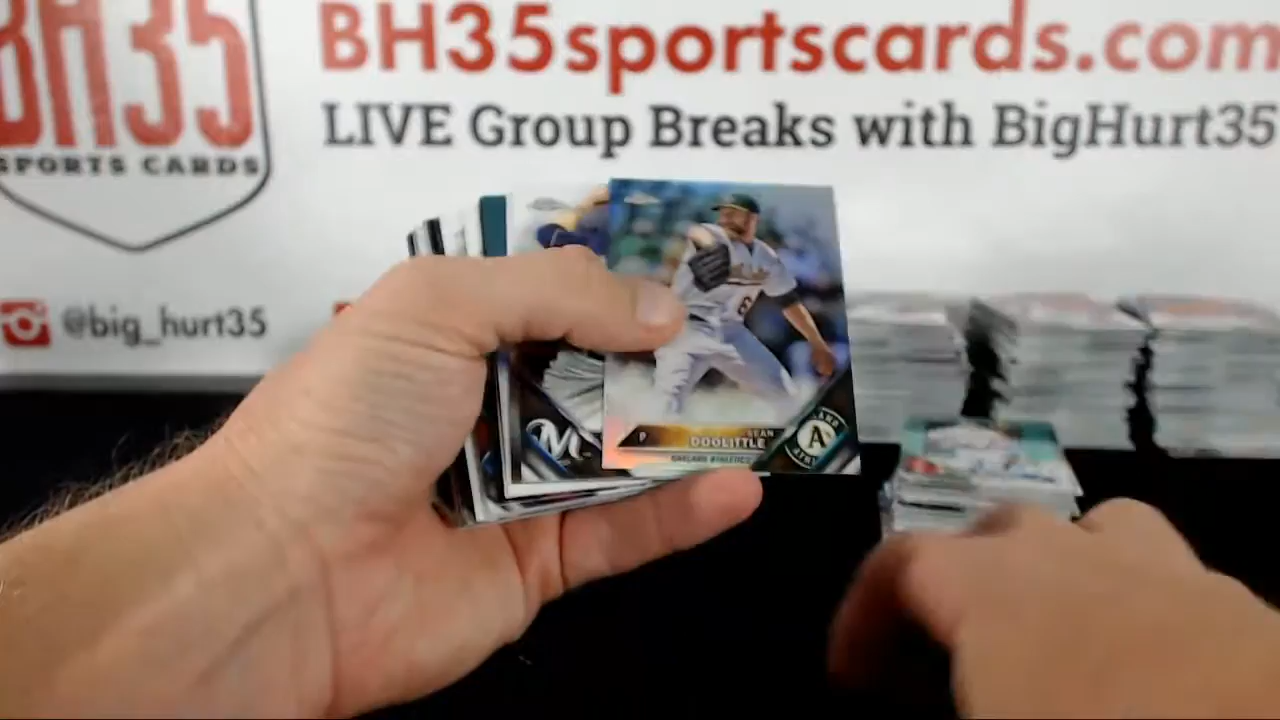 BH35
SPORTS CARDS
BH35sportscards.com
LIVE Group Breaks with BigHurt35
@big_hurt35
P
SEAN
DOOLITTLE
OAKLAND ATHLETICS
A
M